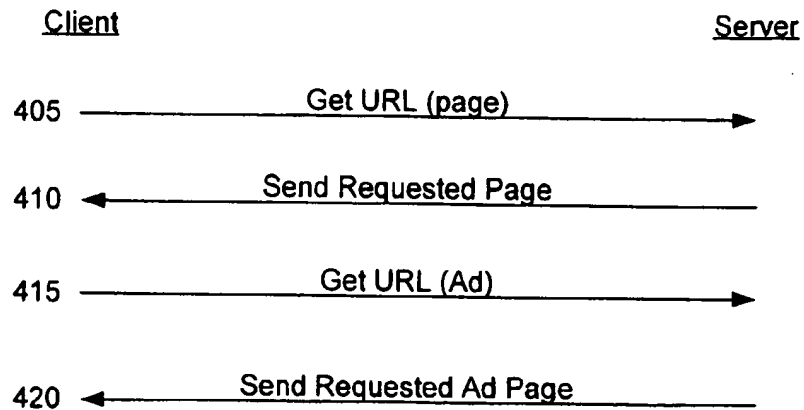 Client Server
405 Get URL (page)
410 Send Requested Page
415 Get URL (Ad)
420 Send Requested Ad Page